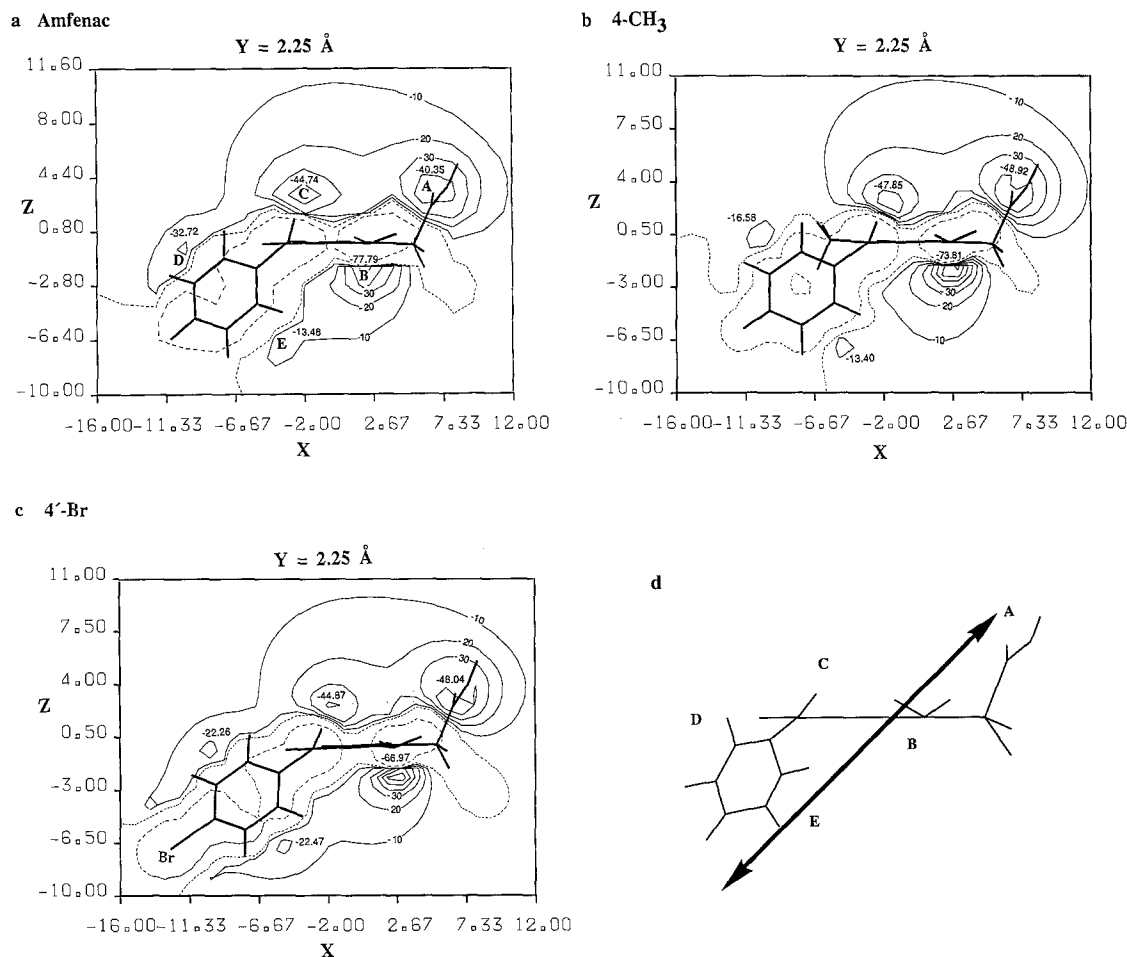 a Amfenac
Y = 2.25 Å
11.60
8.00
4.40
Z
0.80
-2.80
-6.40
-10.00
-10
20
-30
-44.74
C
-40.35
A
-32.72
D
-77.79
B
30
20
-10
-13.48
E
-16.00 -11.33 -6.67 -2.00 2.67 7.33 12.00
X
b 4-CH3
Y = 2.25 Å
11.00
7.50
4.00
Z
0.50
-3.00
-6.50
-10.00
-10
20
-30
-48.92
-47.85
-16.58
-73.81
30
20
-10
-13.40
-16.00 -11.33 -6.67 -2.00 2.67 7.33 12.00
X
c 4´-Br
Y = 2.25 Å
11.00
7.50
4.00
Z
0.50
-3.00
-6.50
-10.00
-10
20
30
-44.87
-48.04
-22.26
-66.97
30
20
-10
-22.47
Br
-16.00 -11.33 -6.67 -2.00 2.67 7.33 12.00
X
d
A
C
D
B
E